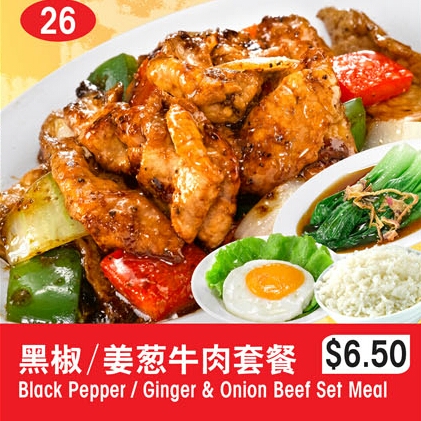 26
黑椒/姜葱牛肉套餐 $6.50
Black Pepper / Ginger & Onion Beef Set Meal